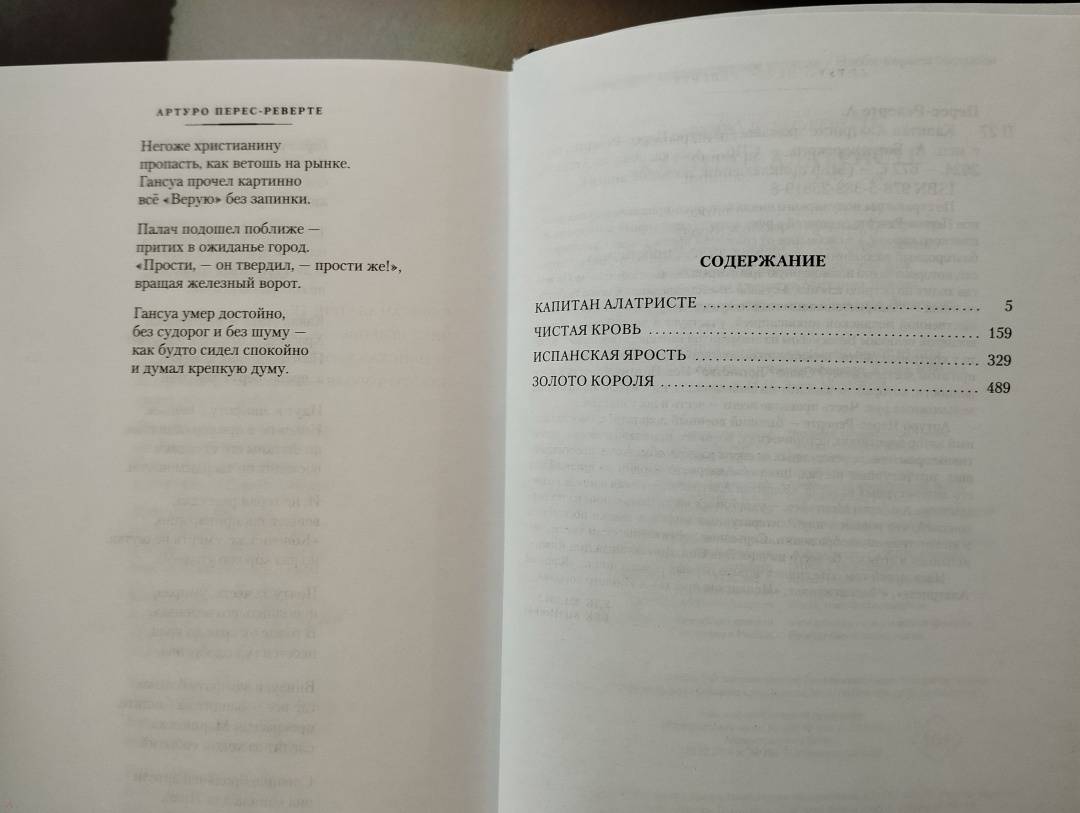 АРТУРО ПЕРЕС-РЕВЕРТЕ
Негоже христианину
пропасть, как ветошь на рынке.
Гансуа прочел картинно
всё «Верую» без запинки.
Палач подошел поближе —
притих в ожиданье город.
«Прости, — он твердил, — прости же!»,
вращая железный ворот.
Гансуа умер достойно,
без судорог и без шуму —
как будто сидел спокойно
и думал крепкую думу.
СОДЕРЖАНИЕ
КАПИТАН АЛАТРИСТЕ 5
ЧИСТАЯ КРОВЬ 159
ИСПАНСКАЯ ЯРОСТЬ 329
ЗОЛОТО КОРОЛЯ 489